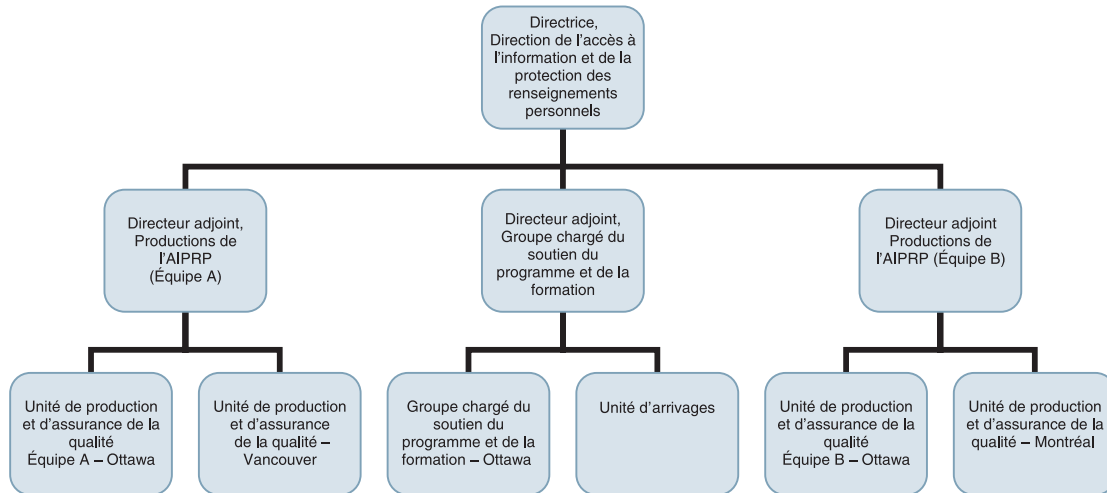 Directrice,
Direction de l'accès à
l'information et de la
protection des
renseignements
personnels
Directeur adjoint,
Productions de
l'AIPRP
(Équipe A)
Directeur adjoint,
Groupe chargé du
soutien du
programme et de la
formation
Directeur adjoint
Productions de
l'AIPRP (Équipe B)
Unité de production
et d'assurance de la
qualité
Équipe A – Ottawa
Unité de production
et d'assurance
de la qualité –
Vancouver
Groupe chargé du
soutien du
programme et de la
formation – Ottawa
Unité d'arrivages
Unité de production
et d'assurance de la
qualité
Équipe B – Ottawa
Unité de production
et d'assurance de la
qualité – Montréal